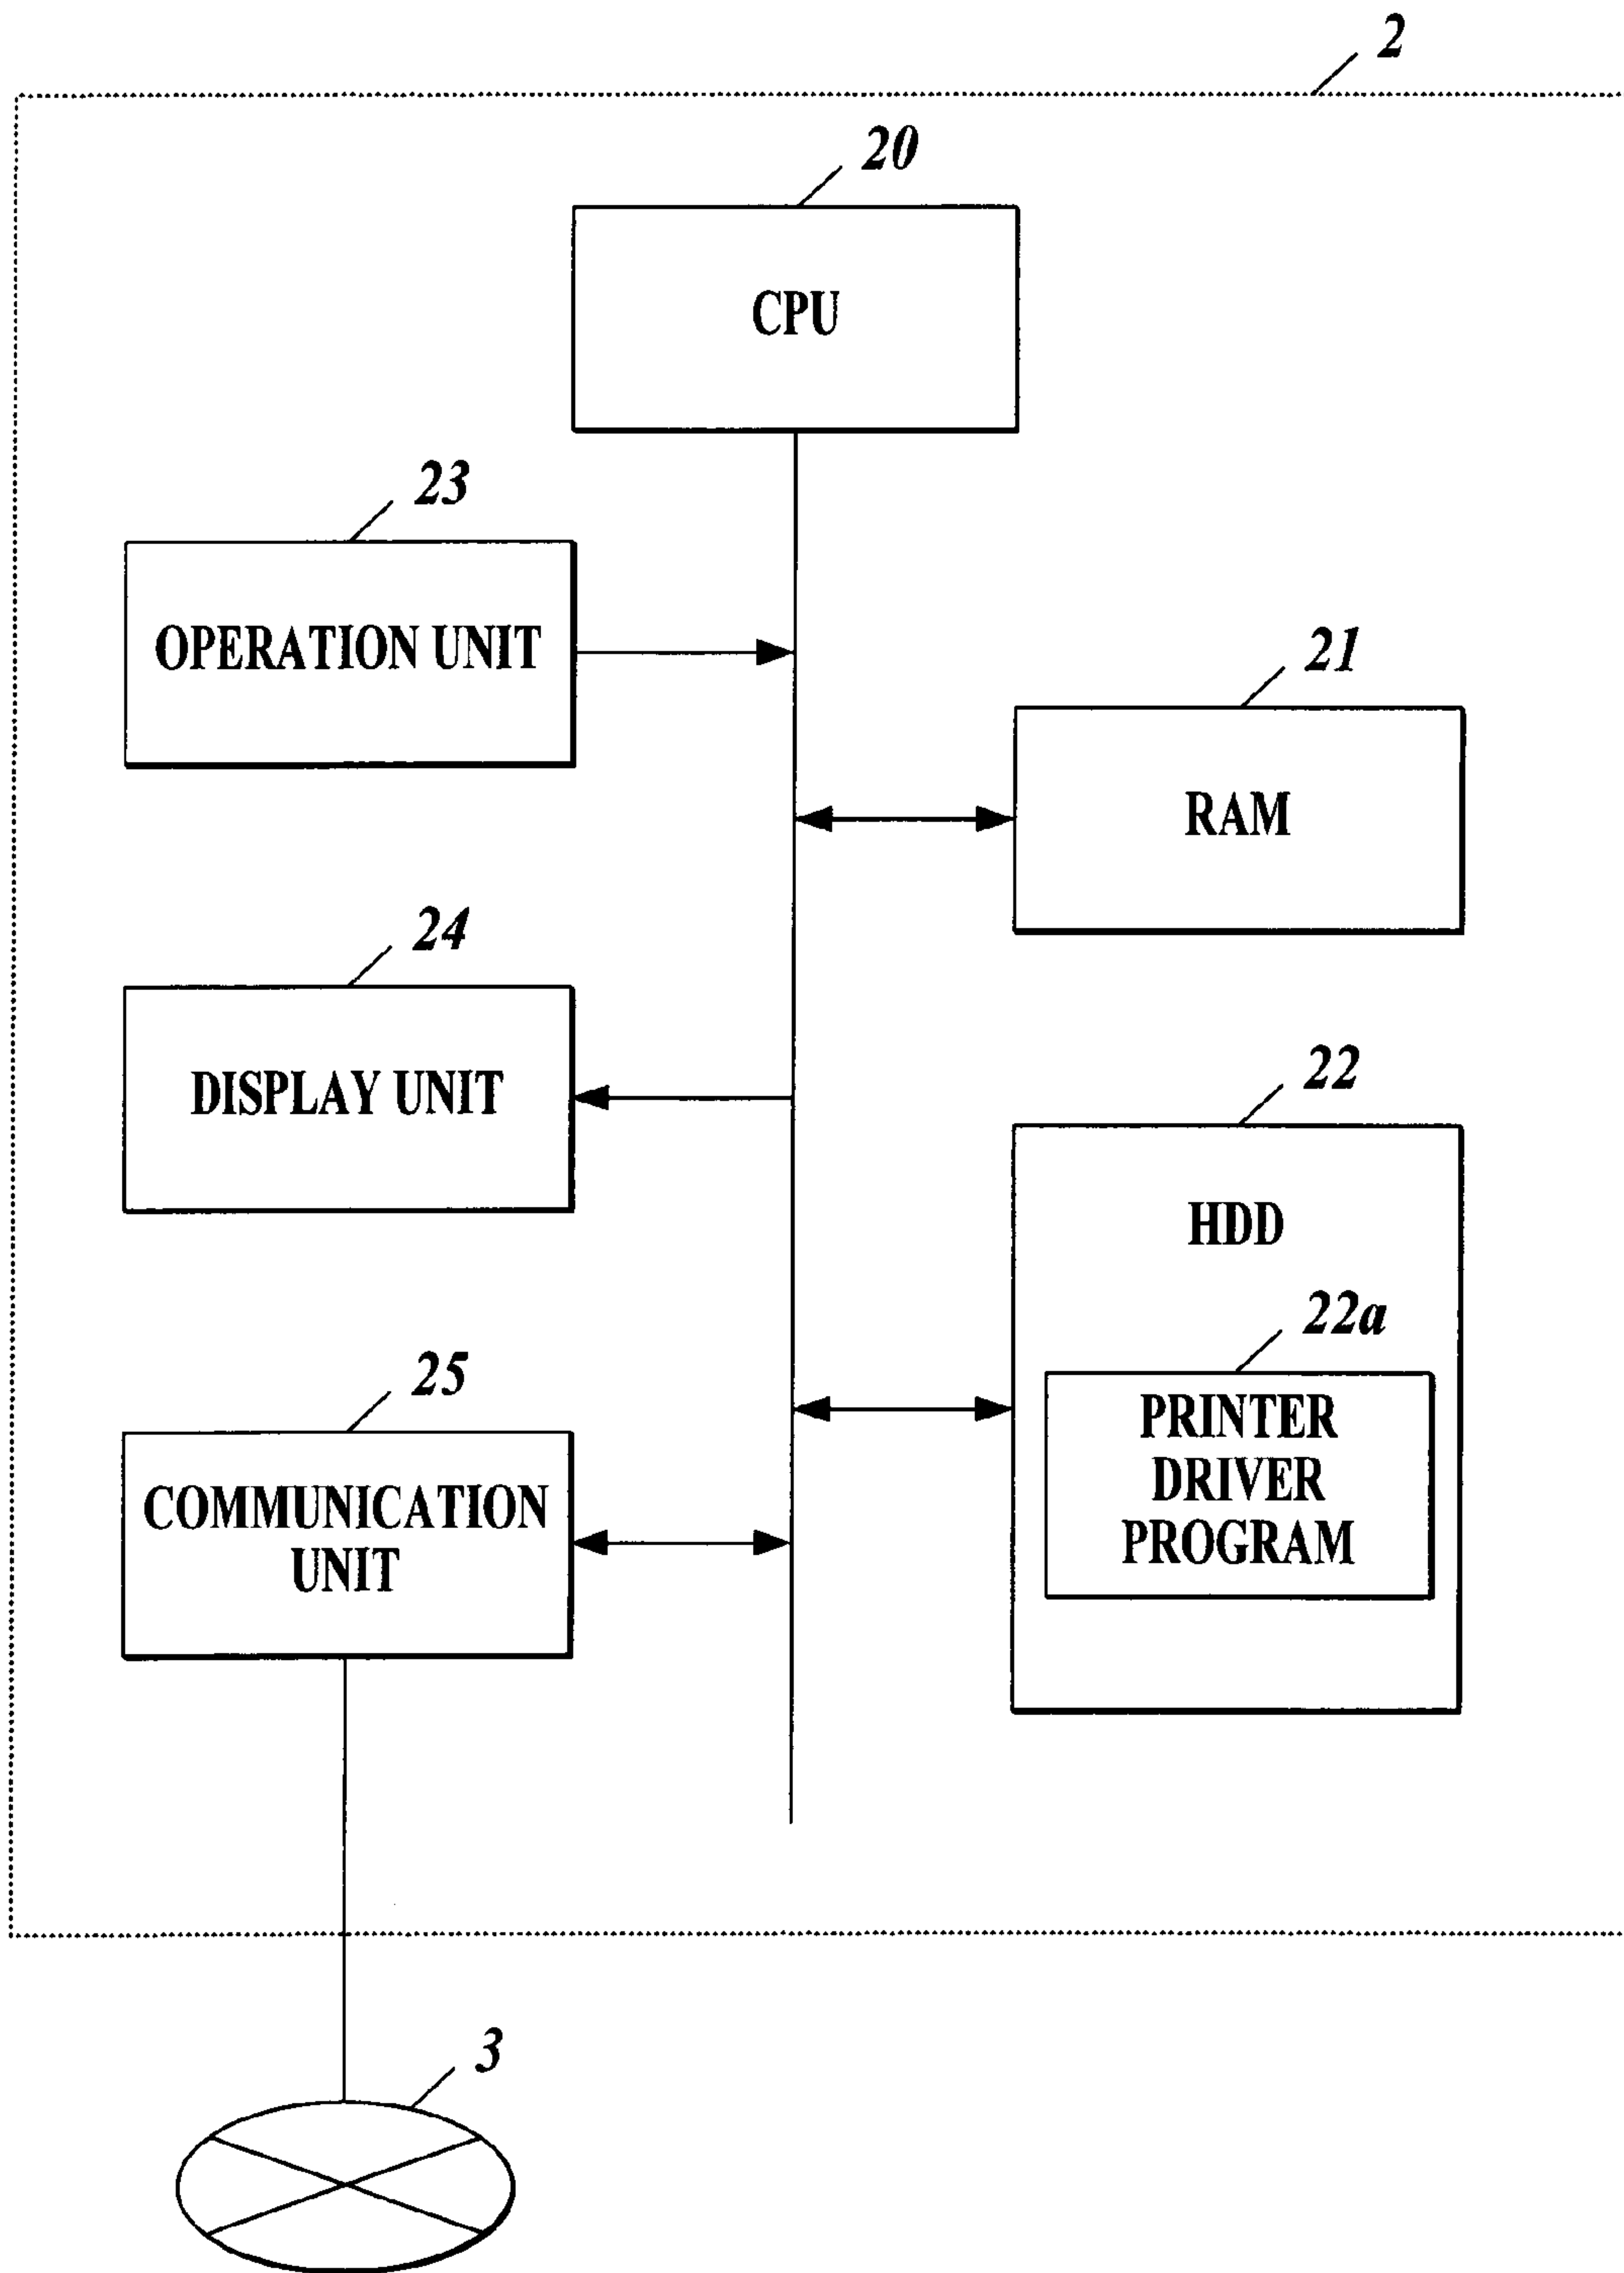 2
20
CPU
23
OPERATION UNIT
21
RAM
24
DISPLAY UNIT
22
HDD
22a
PRINTER
DRIVER
PROGRAM
25
COMMUNICATION
UNIT
3